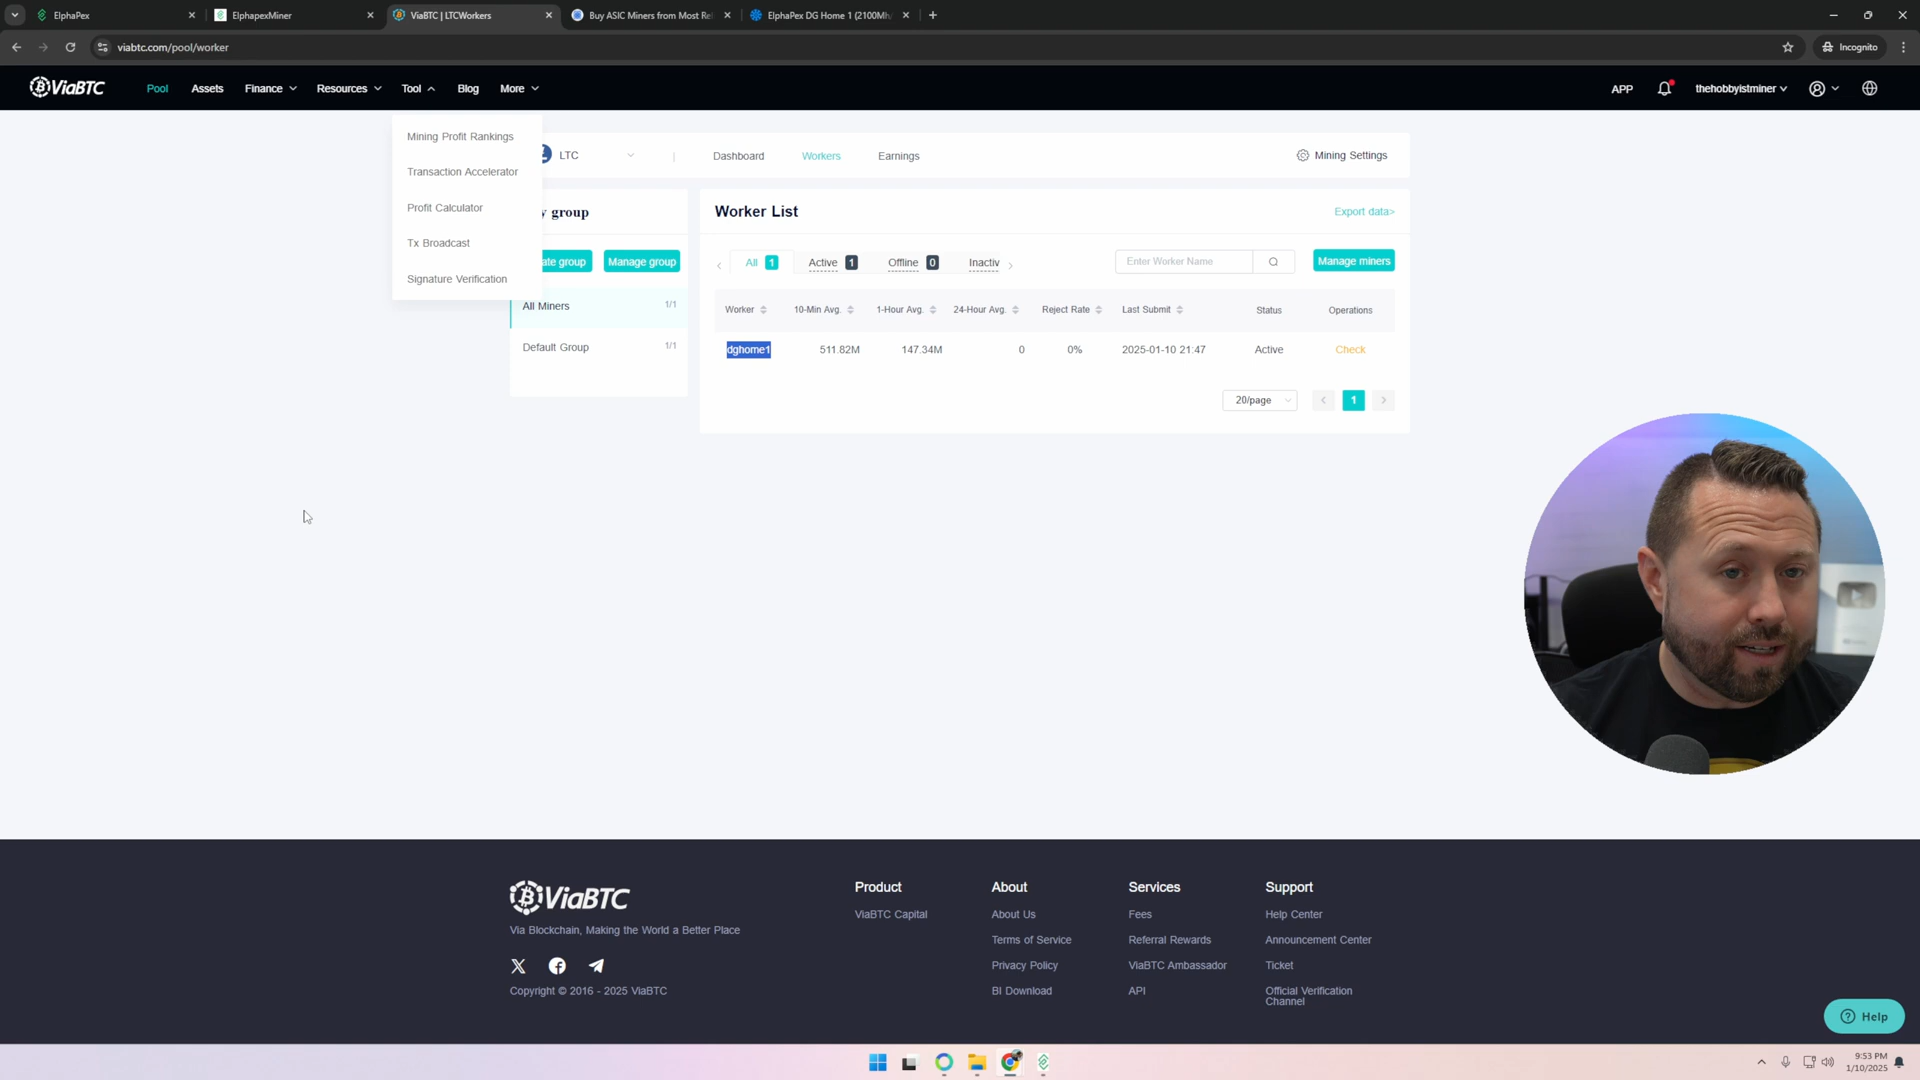 ElphaPex
ElphapexMiner
ViaBTC | LTCWorkers
Buy ASIC Miners from Most Rel
ElphaPex DG Home 1 (2100Mh/
viabtc.com/pool/worker
Incognito
ViaBTC
Pool
Assets
Finance
Resources
Tool
Blog
More
APP
thehobbyistminer
Mining Profit Rankings
Transaction Accelerator
Profit Calculator
Tx Broadcast
Signature Verification
LTC
|
Dashboard
Workers
Earnings
Mining Settings
y group
ate group
Manage group
All Miners
1/1
Default Group
1/1
Worker List
Export data>
All 1
Active 1
Offline 0
Inactiv
Enter Worker Name
Manage miners
Worker
10-Min Avg.
1-Hour Avg.
24-Hour Avg.
Reject Rate
Last Submit
Status
Operations
dghome1
511.82M
147.34M
0
0%
2025-01-10 21:47
Active
Check
20/page
1
ViaBTC
Via Blockchain, Making the World a Better Place
Copyright © 2016 - 2025 ViaBTC
Product
ViaBTC Capital
About
About Us
Terms of Service
Privacy Policy
BI Download
Services
Fees
Referral Rewards
ViaBTC Ambassador
API
Support
Help Center
Announcement Center
Ticket
Official Verification
Channel
Help
9:53 PM
1/10/2025